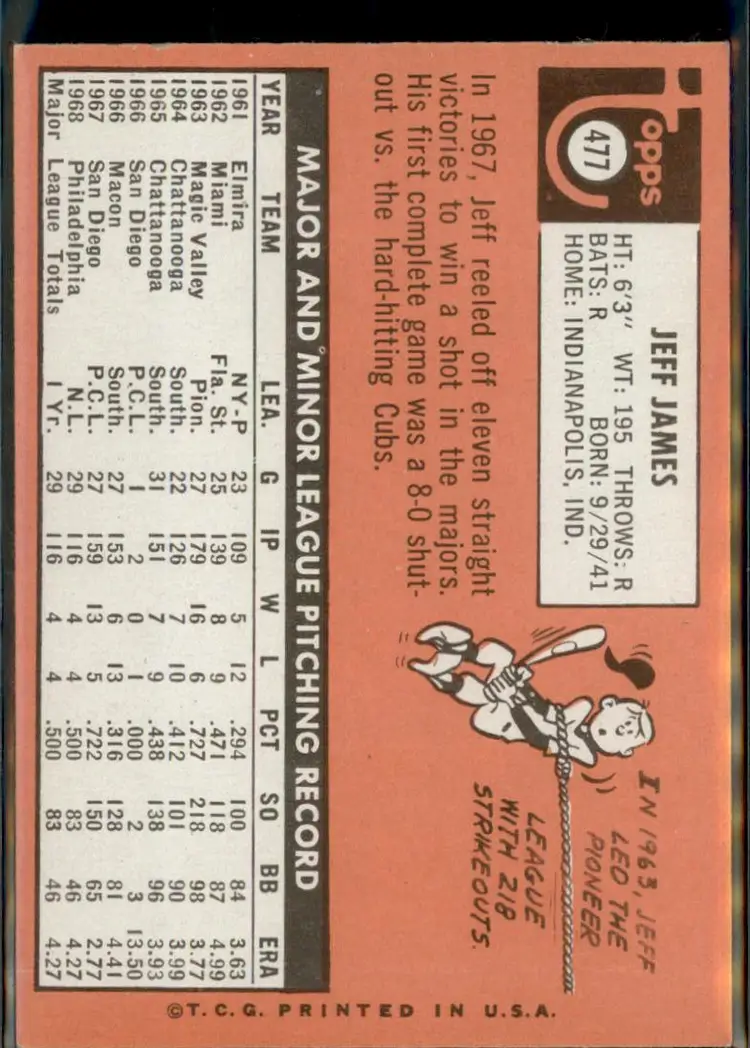 Topps
477
JEFF JAMES
HT: 6'3" WT: 195 THROWS: R
BATS: R BORN: 9/29/41
HOME: INDIANAPOLIS, IND.
In 1967, Jeff reeled off eleven straight
victories to win a shot in the majors.
His first complete game was a 8-0 shut-
out vs. the hard-hitting Cubs.
IN 1963, JEFF
LED THE
PIONEER
LEAGUE
WITH 218
STRIKEOUTS.
MAJOR AND MINOR LEAGUE PITCHING RECORD
YEAR TEAM LEA. G IP W L PCT SO BB ERA
1961 Elmira NY-P 23 109 5 12 .294 100 84 3.63
1962 Miami Fla. St. 25 139 8 9 .471 118 87 4.99
1963 Magic Valley Pion. 27 179 16 6 .727 218 98 3.77
1964 Chattanooga South. 22 126 7 10 .412 101 90 3.99
1965 Chattanooga South. 31 151 7 9 .438 138 96 3.93
1966 San Diego P.C.L. 1 2 0 1 .000 2 3 13.50
1966 Macon South. 27 153 6 13 .316 128 81 4.41
1967 San Diego P.C.L. 27 159 13 5 .722 150 65 2.77
1968 Philadelphia N.L. 29 116 4 4 .500 83 46 4.27
Major League Totals 1 Yr. 29 116 4 4 .500 83 46 4.27
©T.C.G. PRINTED IN U.S.A.